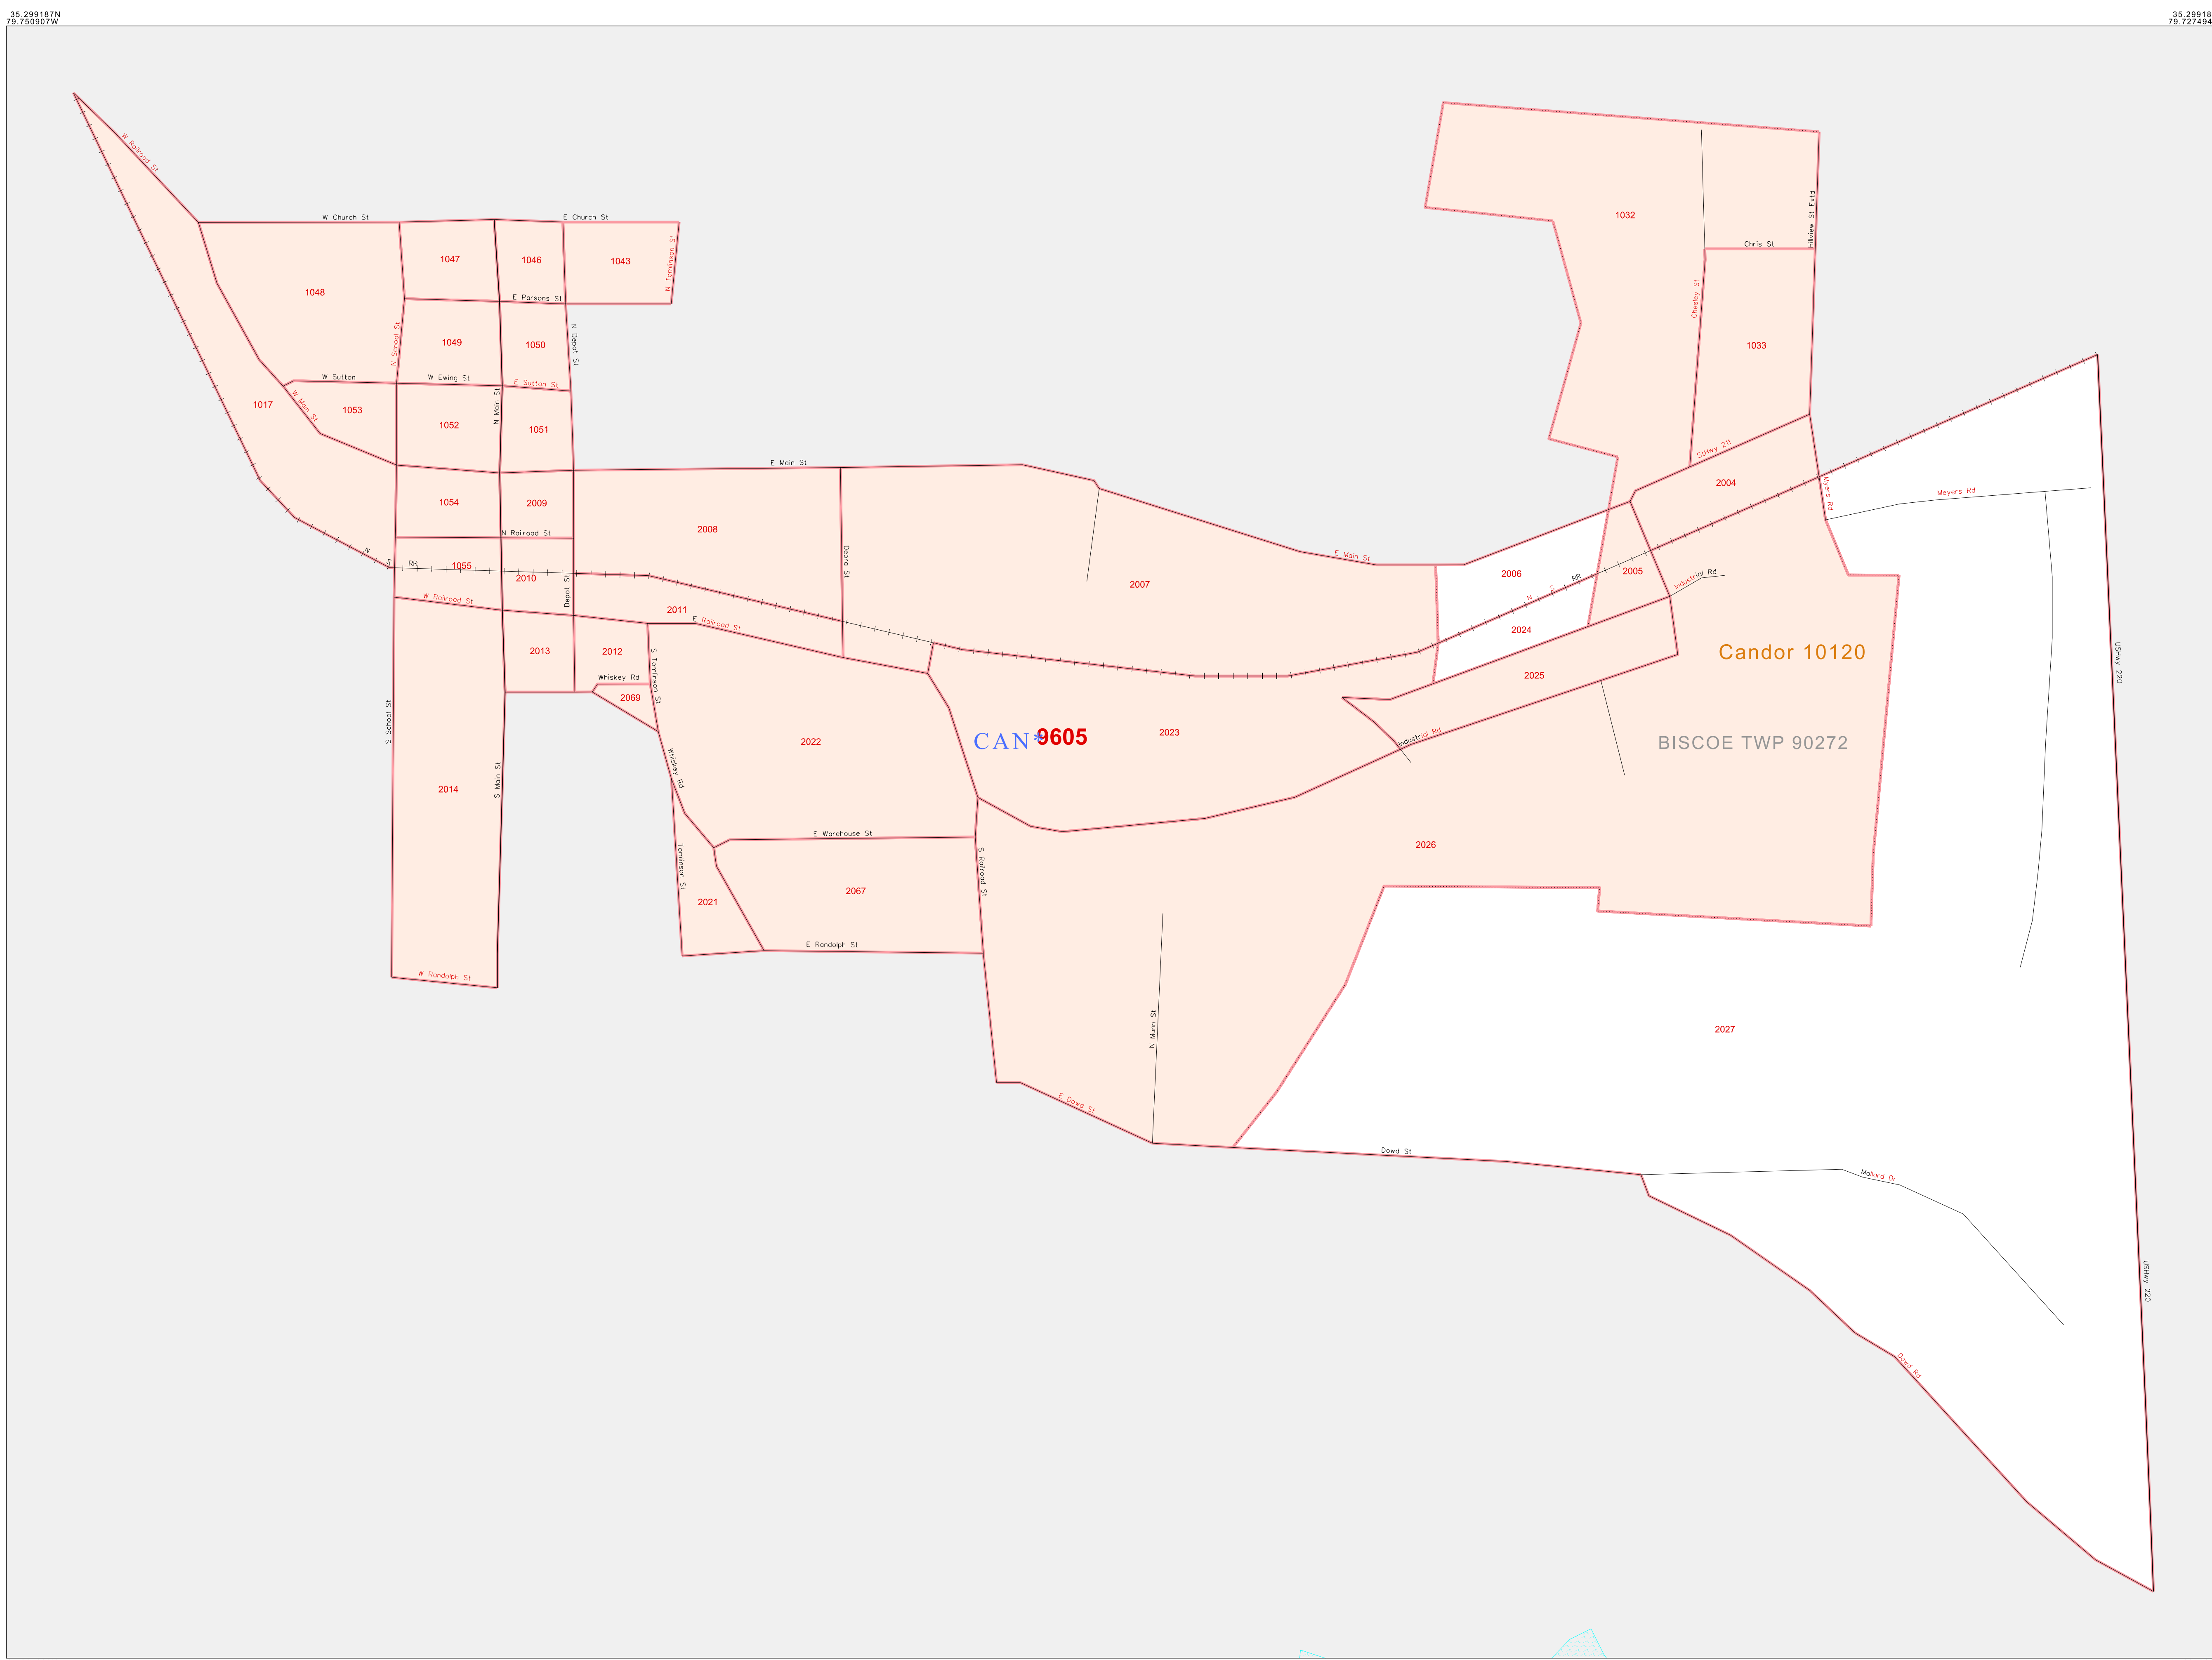 35.299187N
79.750907W
35.29918
79.727494
W Railroad St
W Church St
E Church St
1032
Hillview St Extd
Chris St
1047
1046
1043
N Tomlinson St
1048
E Parsons St
Chesley St
N School St
1049
1050
N Depot St
1033
W Sutton
W Ewing St
E Sutton St
1017
W Main St
1053
1052
N Main St
1051
StHwy 211
E Main St
2004
Myers Rd
Meyers Rd
1054
2009
2008
N Railroad St
Debra St
E Main St
N
S
RR
1055
2010
Depot St
2007
2006
N
S
RR
2005
Industrial Rd
W Railroad St
2011
E Railroad St
2024
2013
2012
S Tomlinson St
Candor 10120
USHwy 220
Whiskey Rd
2069
2025
S School St
2022
CAN*
9605
2023
Industrial Rd
BISCOE TWP 90272
Whiskey Rd
2014
S Main St
E Warehouse St
2026
Tomlinson St
S Railroad St
2021
2067
E Randolph St
W Randolph St
N Munn St
2027
E Dowd St
Dowd St
Mallard Dr
USHwy 220
Dowd Rd